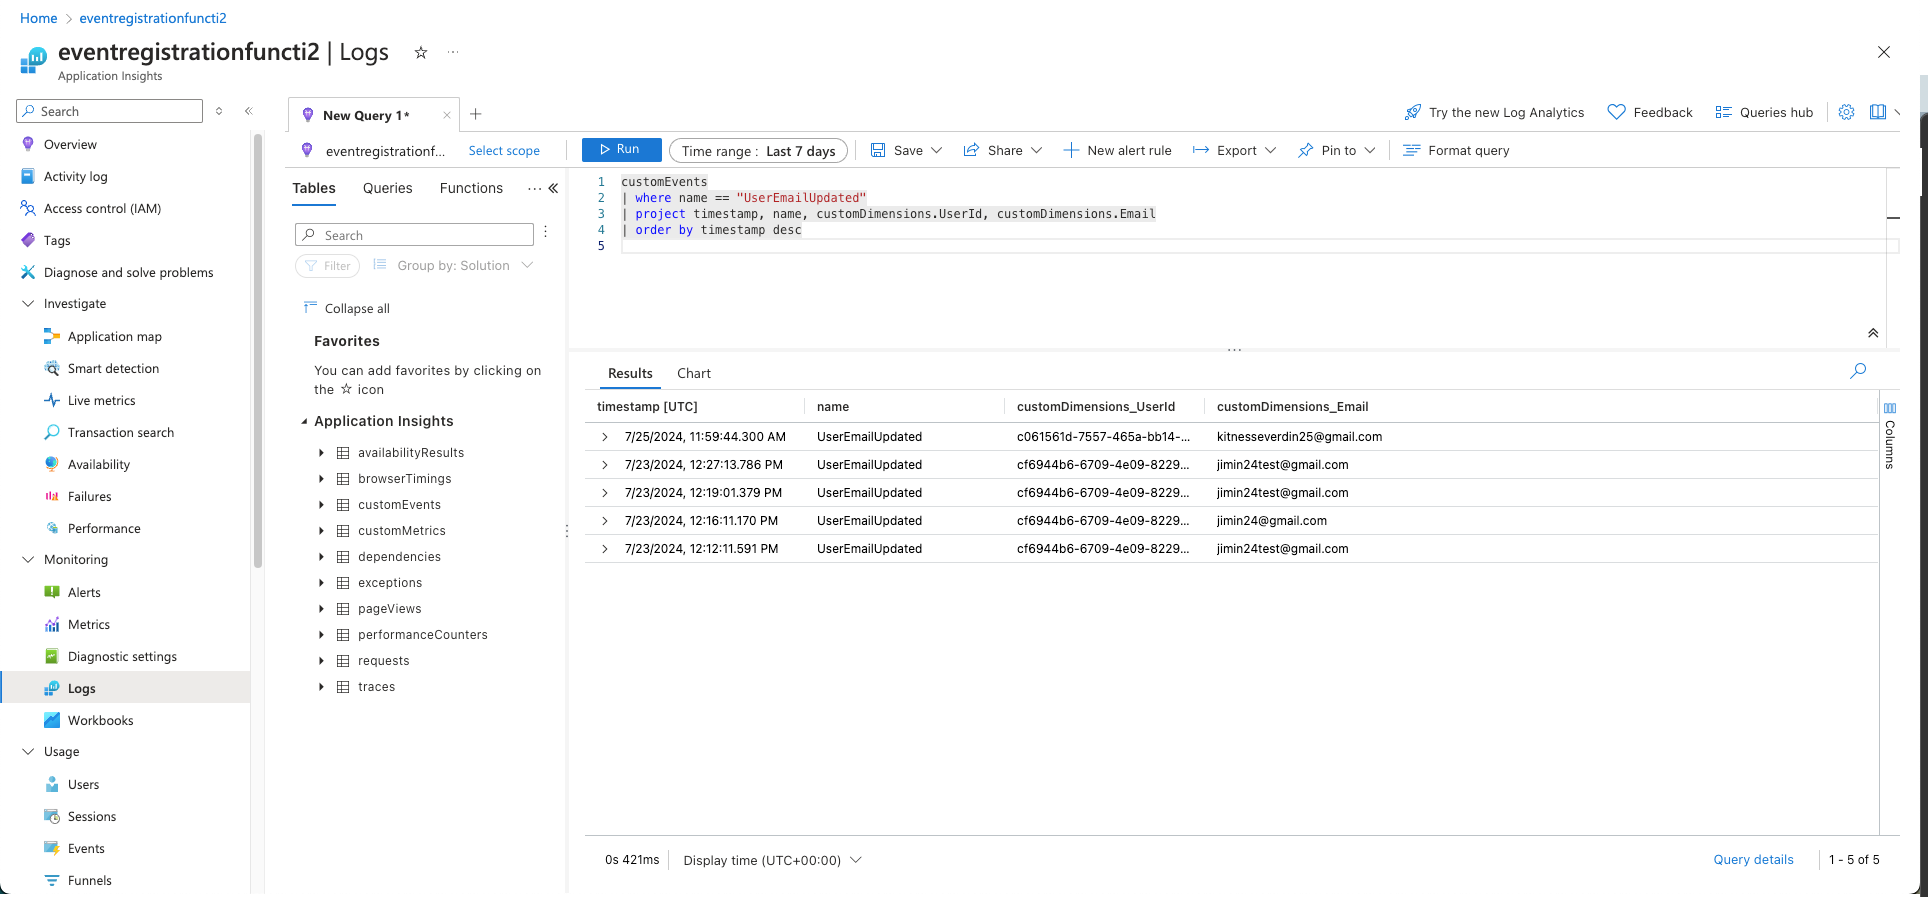 Home > eventregistrationfuncti2
eventregistrationfuncti2 | Logs
Application Insights
Search
Overview
Activity log
Access control (IAM)
Tags
Diagnose and solve problems
Investigate
Application map
Smart detection
Live metrics
Transaction search
Availability
Failures
Performance
Monitoring
Alerts
Metrics
Diagnostic settings
Logs
Workbooks
Usage
Users
Sessions
Events
Funnels
New Query 1*
Try the new Log Analytics
Feedback
Queries hub
eventregistrationf...
Select scope
Run
Time range : Last 7 days
Save
Share
New alert rule
Export
Pin to
Format query
Tables
Queries
Functions
Search
Filter
Group by: Solution
Collapse all
Favorites
You can add favorites by clicking on
the ☆ icon
Application Insights
availabilityResults
browserTimings
customEvents
customMetrics
dependencies
exceptions
pageViews
performanceCounters
requests
traces
1 customEvents
2 | where name == "UserEmailUpdated"
3 | project timestamp, name, customDimensions.UserId, customDimensions.Email
4 | order by timestamp desc
5
Results
Chart
timestamp [UTC] name customDimensions_UserId customDimensions_Email
7/25/2024, 11:59:44.300 AM UserEmailUpdated c061561d-7557-465a-bb14-... kitnesseverdin25@gmail.com
7/23/2024, 12:27:13.786 PM UserEmailUpdated cf6944b6-6709-4e09-8229... jimin24test@gmail.com
7/23/2024, 12:19:01.379 PM UserEmailUpdated cf6944b6-6709-4e09-8229... jimin24test@gmail.com
7/23/2024, 12:16:11.170 PM UserEmailUpdated cf6944b6-6709-4e09-8229... jimin24@gmail.com
7/23/2024, 12:12:11.591 PM UserEmailUpdated cf6944b6-6709-4e09-8229... jimin24test@gmail.com
Columns
0s 421ms
Display time (UTC+00:00)
Query details
1 - 5 of 5